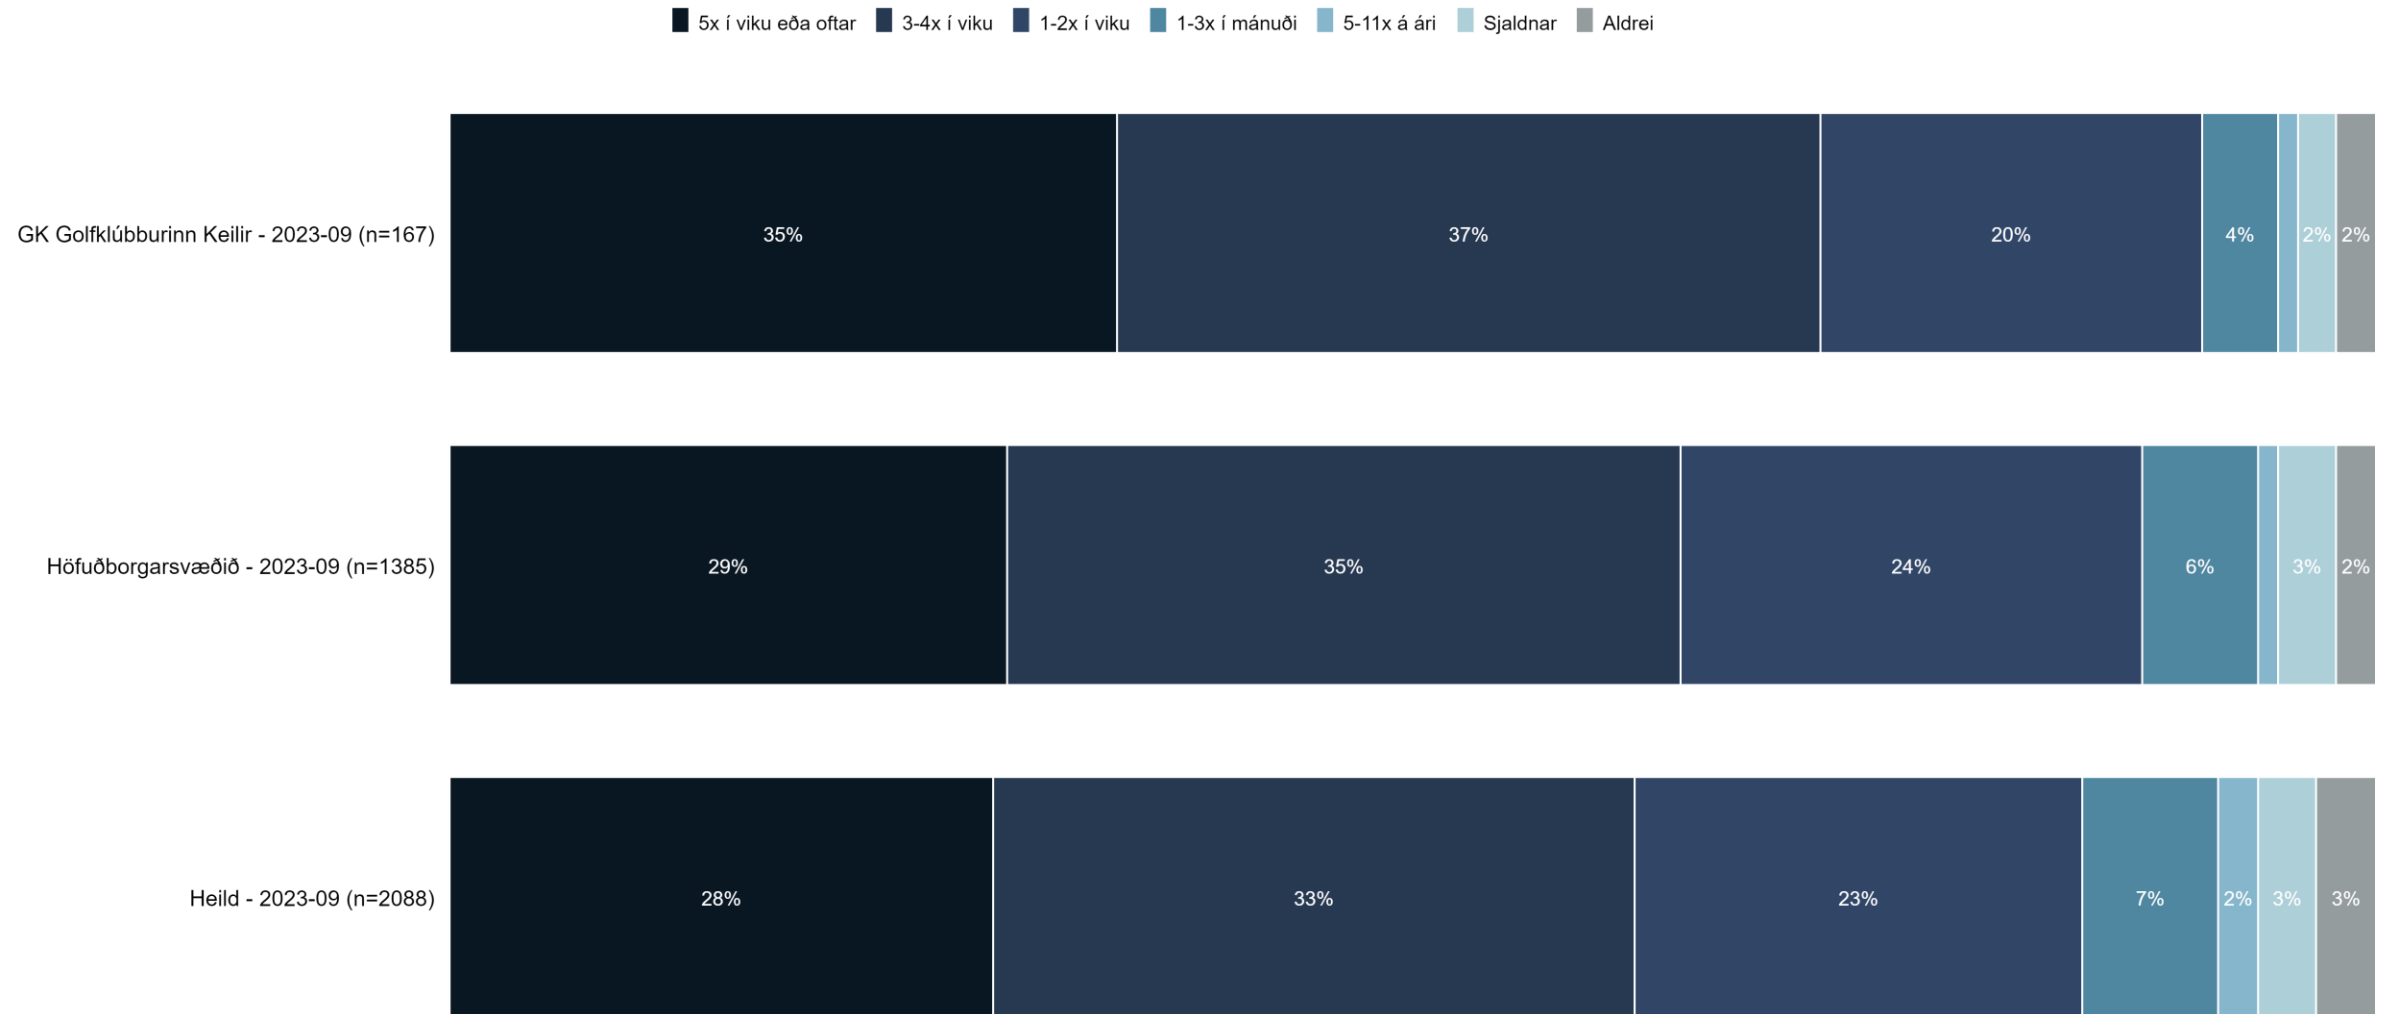 5x í viku eða oftar 3-4x í viku 1-2x í viku 1-3x í mánuði 5-11x á ári Sjaldnar Aldrei
GK Golfklúbburinn Keilir - 2023-09 (n=167) 35% 37% 20% 4% 2% 2%
Höfuðborgarsvæðið - 2023-09 (n=1385) 29% 35% 24% 6% 3% 2%
Heild - 2023-09 (n=2088) 28% 33% 23% 7% 2% 3% 3%